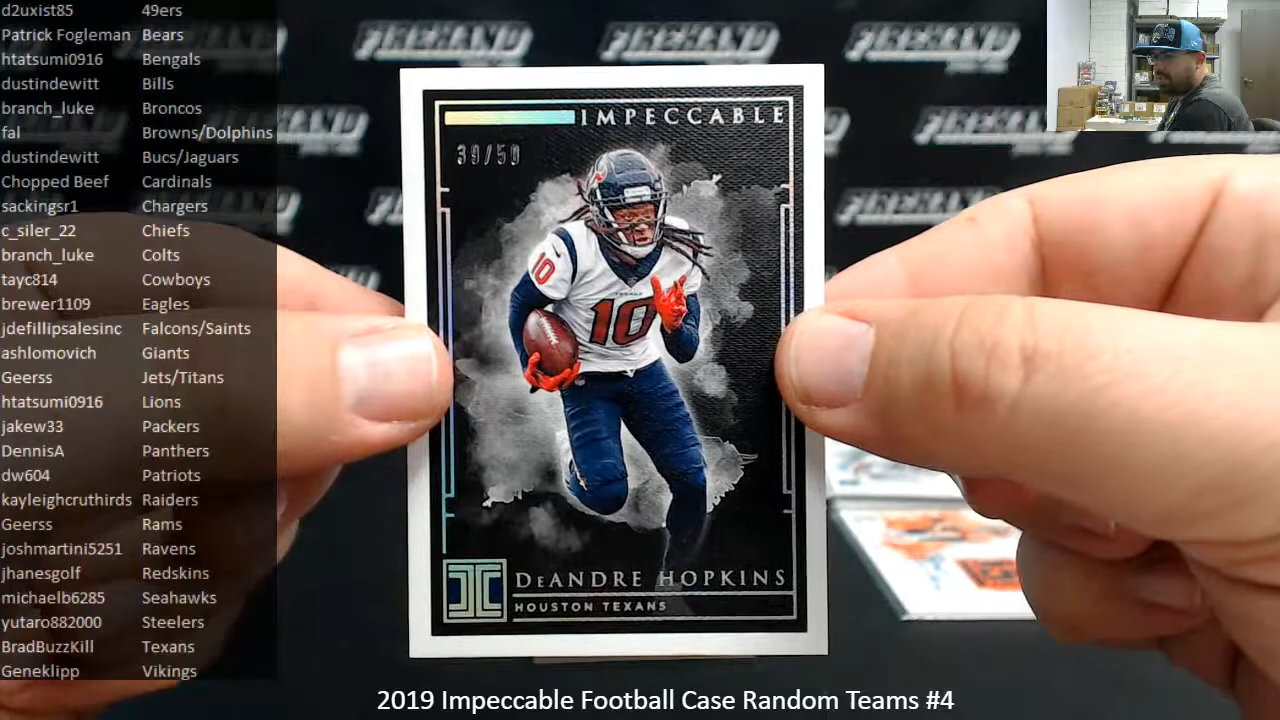 d2uxist85 49ers
Patrick Fogleman Bears
htatsumi0916 Bengals
dustindewitt Bills
branch_luke Broncos
fal Browns/Dolphins
dustindewitt Bucs/Jaguars
Chopped Beef Cardinals
sackingsr1 Chargers
c_siler_22 Chiefs
branch_luke Colts
tayc814 Cowboys
brewer1109 Eagles
jdefillipsalesinc Falcons/Saints
ashlomovich Giants
Geerss Jets/Titans
htatsumi0916 Lions
jakew33 Packers
DennisA Panthers
dw604 Patriots
kayleighcruthirds Raiders
Geerss Rams
joshmartini5251 Ravens
jhanesgolf Redskins
michaelb6285 Seahawks
yutaro882000 Steelers
BradBuzzKill Texans
Geneklipp Vikings
FIREHAND FIREHAND FIREHAND
IMPECCABLE
39/50
10
10
DeANDRE HOPKINS
HOUSTON TEXANS
2019 Impeccable Football Case Random Teams #4